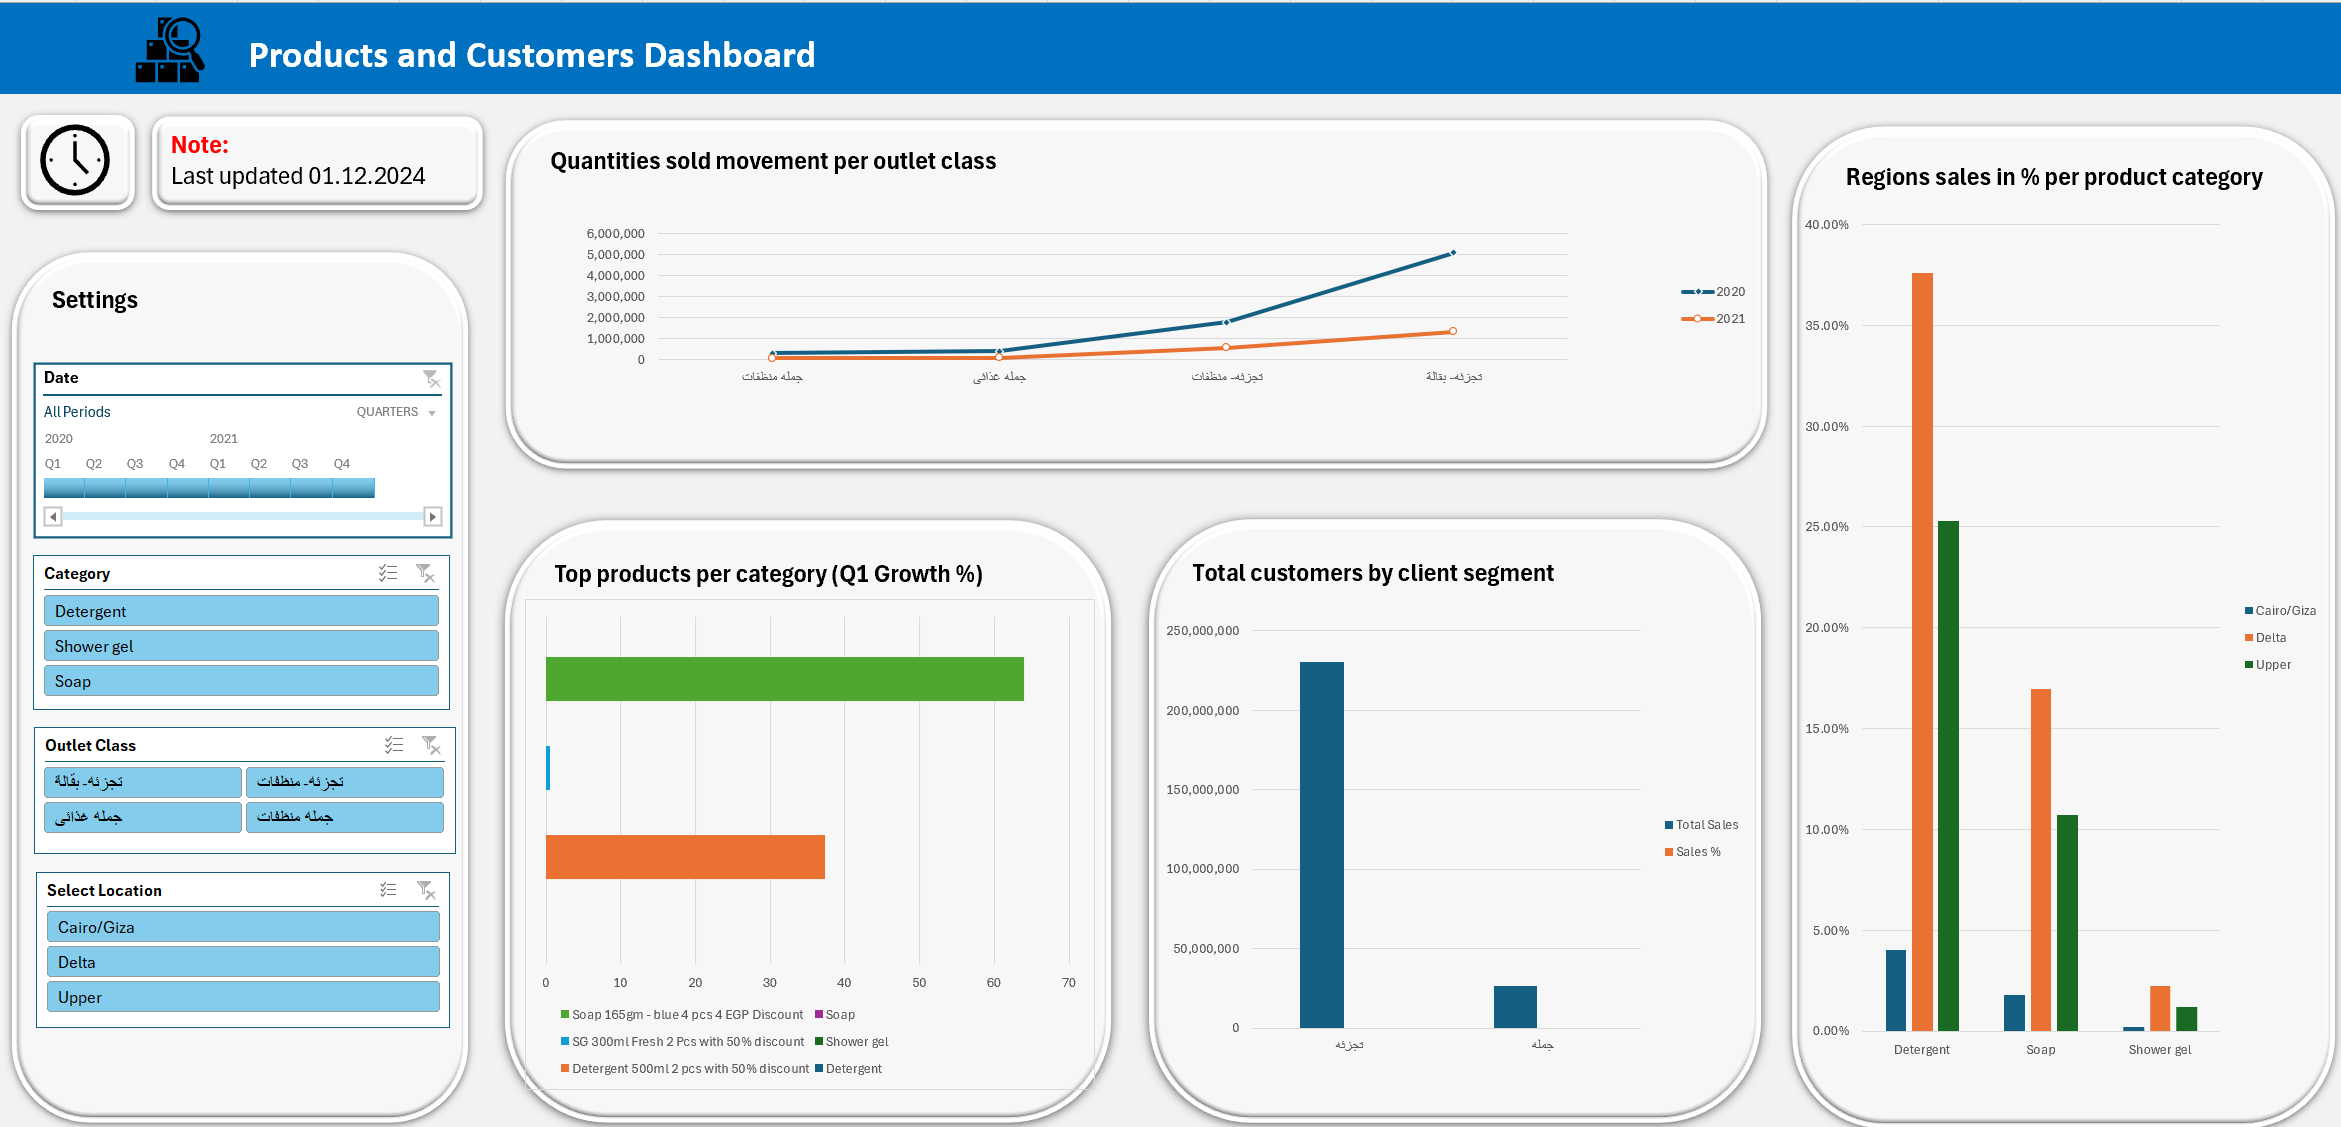 Products and Customers Dashboard
Note:
Last updated 01.12.2024
Settings
Date
All Periods QUARTERS
2020 2021
Q1 Q2 Q3 Q4 Q1 Q2 Q3 Q4
Category
Detergent
Shower gel
Soap
Outlet Class
تجزئه- بقالة تجزئه- منظفات
جمله غذائى جمله منظفات
Select Location
Cairo/Giza
Delta
Upper
Quantities sold movement per outlet class
6,000,000
5,000,000
4,000,000
3,000,000
2,000,000
1,000,000
0
جمله منظفات جمله غذائى تجزئه- منظفات تجزئه- بقالة
2020
2021
Top products per category (Q1 Growth %)
0 10 20 30 40 50 60 70
Soap 165gm - blue 4 pcs 4 EGP Discount Soap
SG 300ml Fresh 2 Pcs with 50% discount Shower gel
Detergent 500ml 2 pcs with 50% discount Detergent
Total customers by client segment
250,000,000
200,000,000
150,000,000
100,000,000
50,000,000
0
تجزئه جمله
Total Sales
Sales %
Regions sales in % per product category
40.00%
35.00%
30.00%
25.00%
20.00%
15.00%
10.00%
5.00%
0.00%
Detergent Soap Shower gel
Cairo/Giza
Delta
Upper